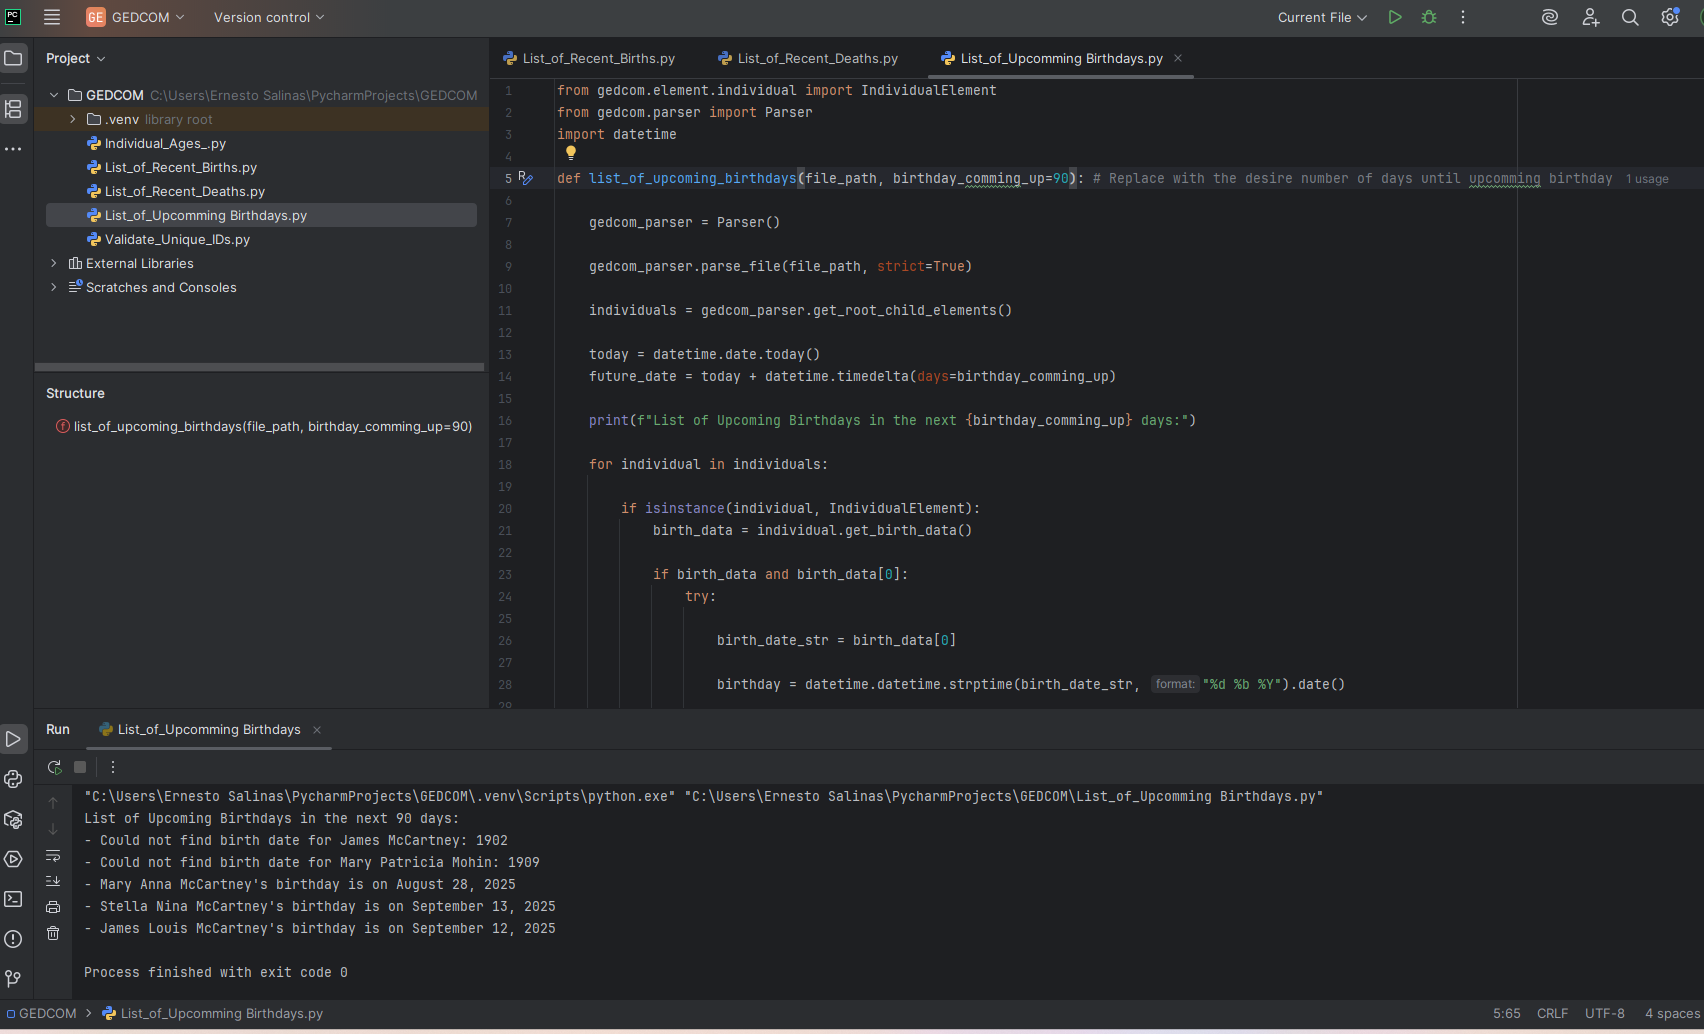 PC
GE GEDCOM Version control Current File
Project
GEDCOM C:\Users\Ernesto Salinas\PycharmProjects\GEDCOM
.venv library root
Individual_Ages_.py
List_of_Recent_Births.py
List_of_Recent_Deaths.py
List_of_Upcomming Birthdays.py
Validate_Unique_IDs.py
External Libraries
Scratches and Consoles
Structure
f list_of_upcoming_birthdays(file_path, birthday_comming_up=90)
List_of_Recent_Births.py List_of_Recent_Deaths.py List_of_Upcomming Birthdays.py
1 from gedcom.element.individual import IndividualElement
2 from gedcom.parser import Parser
3 import datetime
4
5 def list_of_upcoming_birthdays(file_path, birthday_comming_up=90): # Replace with the desire number of days until upcomming birthday 1 usage
6
7 gedcom_parser = Parser()
8
9 gedcom_parser.parse_file(file_path, strict=True)
10
11 individuals = gedcom_parser.get_root_child_elements()
12
13 today = datetime.date.today()
14 future_date = today + datetime.timedelta(days=birthday_comming_up)
15
16 print(f"List of Upcoming Birthdays in the next {birthday_comming_up} days:")
17
18 for individual in individuals:
19
20 if isinstance(individual, IndividualElement):
21 birth_data = individual.get_birth_data()
22
23 if birth_data and birth_data[0]:
24 try:
25
26 birth_date_str = birth_data[0]
27
28 birthday = datetime.datetime.strptime(birth_date_str, format: "%d %b %Y").date()
29
Run List_of_Upcomming Birthdays
"C:\Users\Ernesto Salinas\PycharmProjects\GEDCOM\.venv\Scripts\python.exe" "C:\Users\Ernesto Salinas\PycharmProjects\GEDCOM\List_of_Upcomming Birthdays.py"
List of Upcoming Birthdays in the next 90 days:
- Could not find birth date for James McCartney: 1902
- Could not find birth date for Mary Patricia Mohin: 1909
- Mary Anna McCartney's birthday is on August 28, 2025
- Stella Nina McCartney's birthday is on September 13, 2025
- James Louis McCartney's birthday is on September 12, 2025
Process finished with exit code 0
GEDCOM List_of_Upcomming Birthdays.py 5:65 CRLF UTF-8 4 spaces